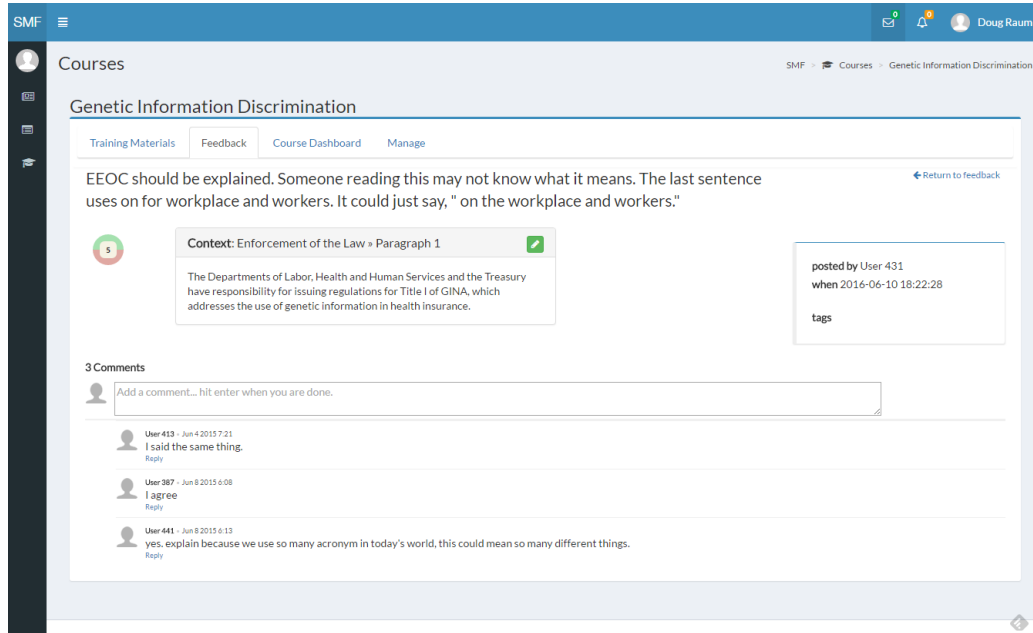 SMF
0
0
Doug Raum
Courses
SMF > Courses > Genetic Information Discrimination
Genetic Information Discrimination
Training Materials
Feedback
Course Dashboard
Manage
EEOC should be explained. Someone reading this may not know what it means. The last sentence
uses on for workplace and workers. It could just say, " on the workplace and workers."
Return to feedback
5
Context: Enforcement of the Law » Paragraph 1
The Departments of Labor, Health and Human Services and the Treasury
have responsibility for issuing regulations for Title I of GINA, which
addresses the use of genetic information in health insurance.
posted by User 431
when 2016-06-10 18:22:28
tags
3 Comments
Add a comment... hit enter when you are done.
User 413 - Jun 4 2015 7:21
I said the same thing.
Reply
User 387 - Jun 8 2015 6:08
I agree
Reply
User 441 - Jun 8 2015 6:13
yes. explain because we use so many acronym in today's world, this could mean so many different things.
Reply